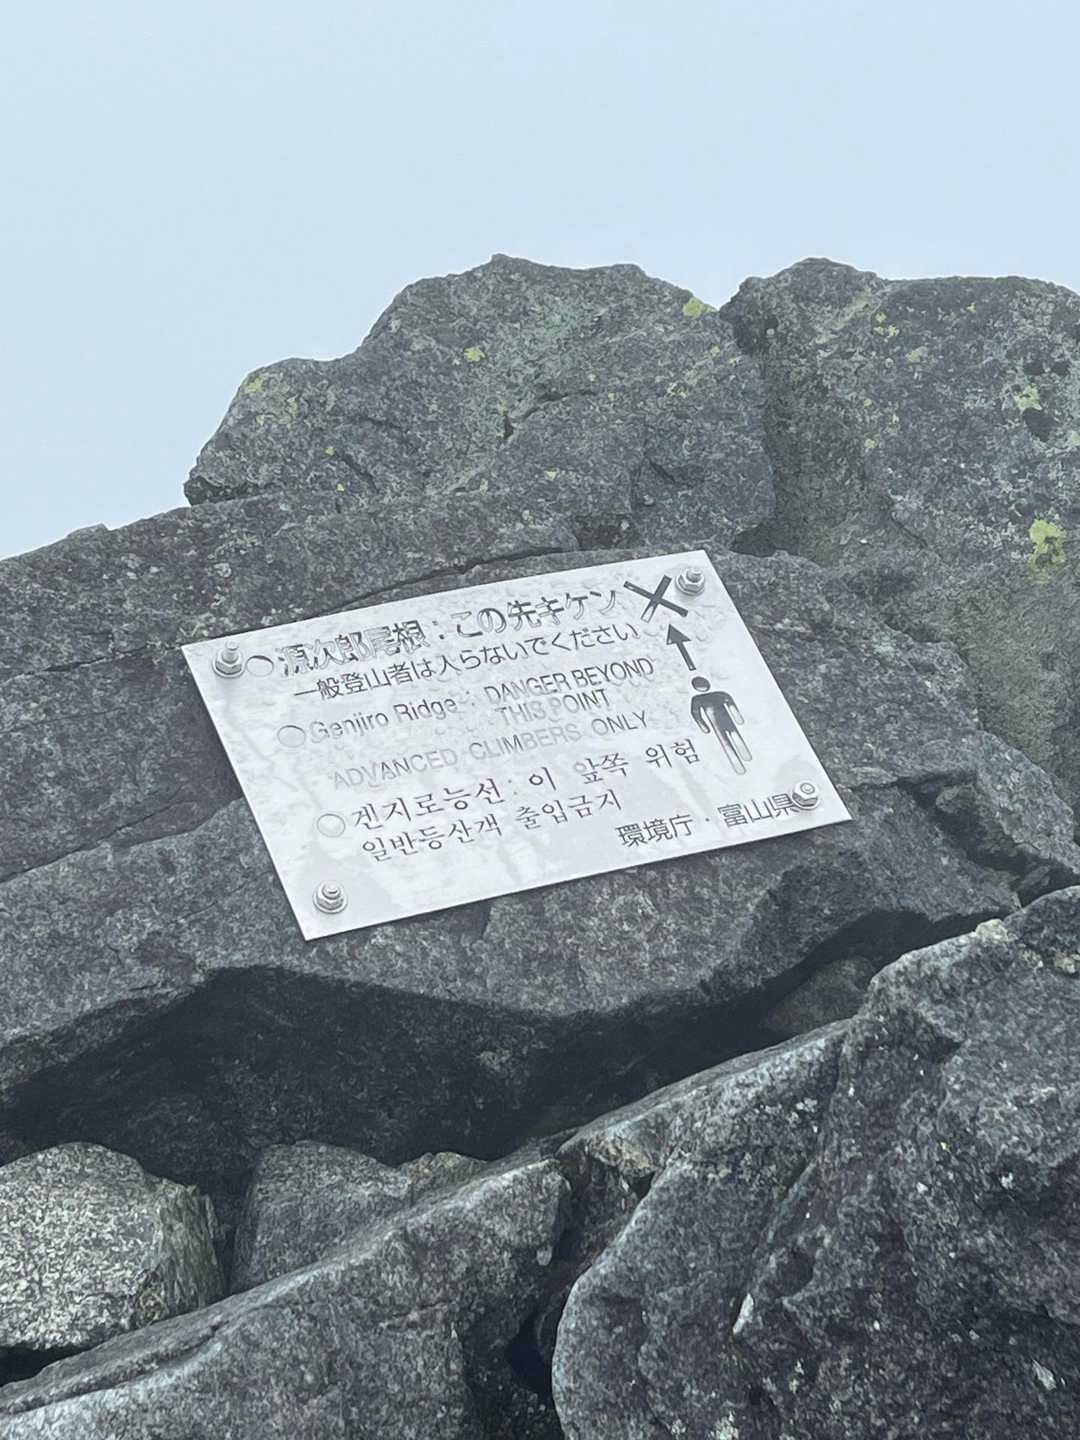 源次郎尾根：この先キケン
一般登山者は入らないでください
Genjiro Ridge : DANGER BEYOND
THIS POINT
ADVANCED CLIMBERS ONLY
겐지로능선 : 이 앞쪽 위험
일반등산객 출입금지
環境庁・富山県